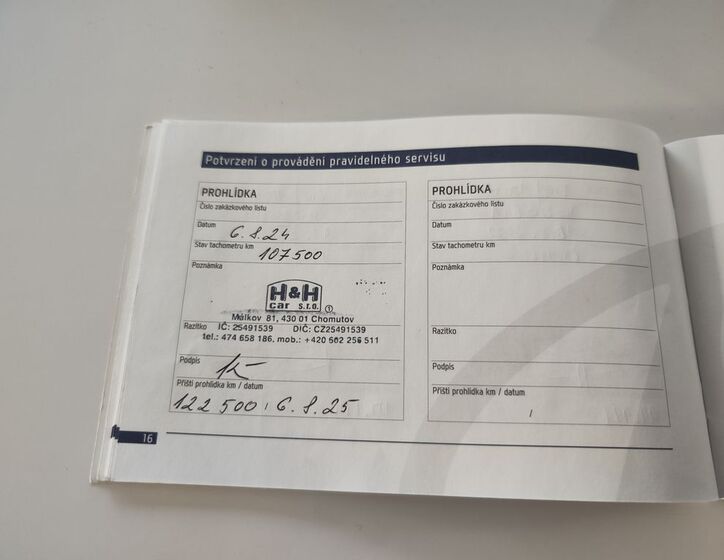 Potvrzení o provádění pravidelného servisu
PROHLÍDKA
Číslo zakázkového listu
Datum 6.8.24
Stav tachometru km 107500
Poznámka
H&H
car s.r.o. 1
Málkov 81, 430 01 Chomutov
Razítko IČ: 25491539 DIČ: CZ25491539
tel.: 474 658 186, mob.: +420 602 256 511
Podpis
Příští prohlídka km / datum
122 500 / 6.8.25
PROHLÍDKA
Číslo zakázkového listu
Datum
Stav tachometru km
Poznámka
Razítko
Podpis
Příští prohlídka km / datum
/
16